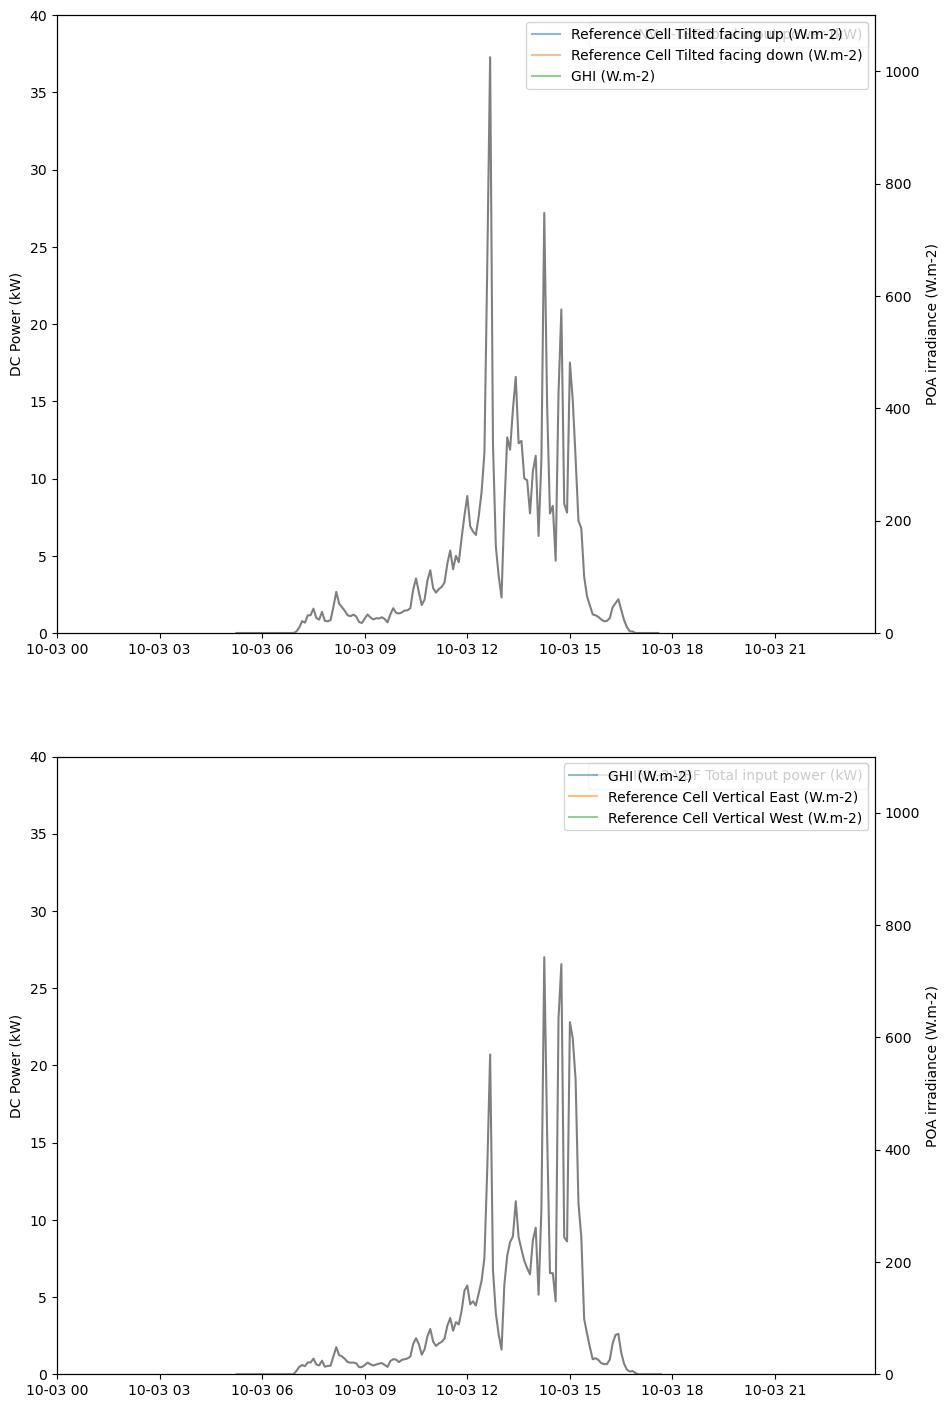 40
35
30
25
20
15
10
5
0
DC Power (kW)
Reference Cell Tilted facing up (W.m-2)
Reference Cell Tilted facing down (W.m-2)
GHI (W.m-2)
1000
800
600
400
200
0
POA irradiance (W.m-2)
10-03 00 10-03 03 10-03 06 10-03 09 10-03 12 10-03 15 10-03 18 10-03 21
40
35
30
25
20
15
10
5
0
DC Power (kW)
GHI (W.m-2)
Total input power (kW)
Reference Cell Vertical East (W.m-2)
Reference Cell Vertical West (W.m-2)
1000
800
600
400
200
0
POA irradiance (W.m-2)
10-03 00 10-03 03 10-03 06 10-03 09 10-03 12 10-03 15 10-03 18 10-03 21